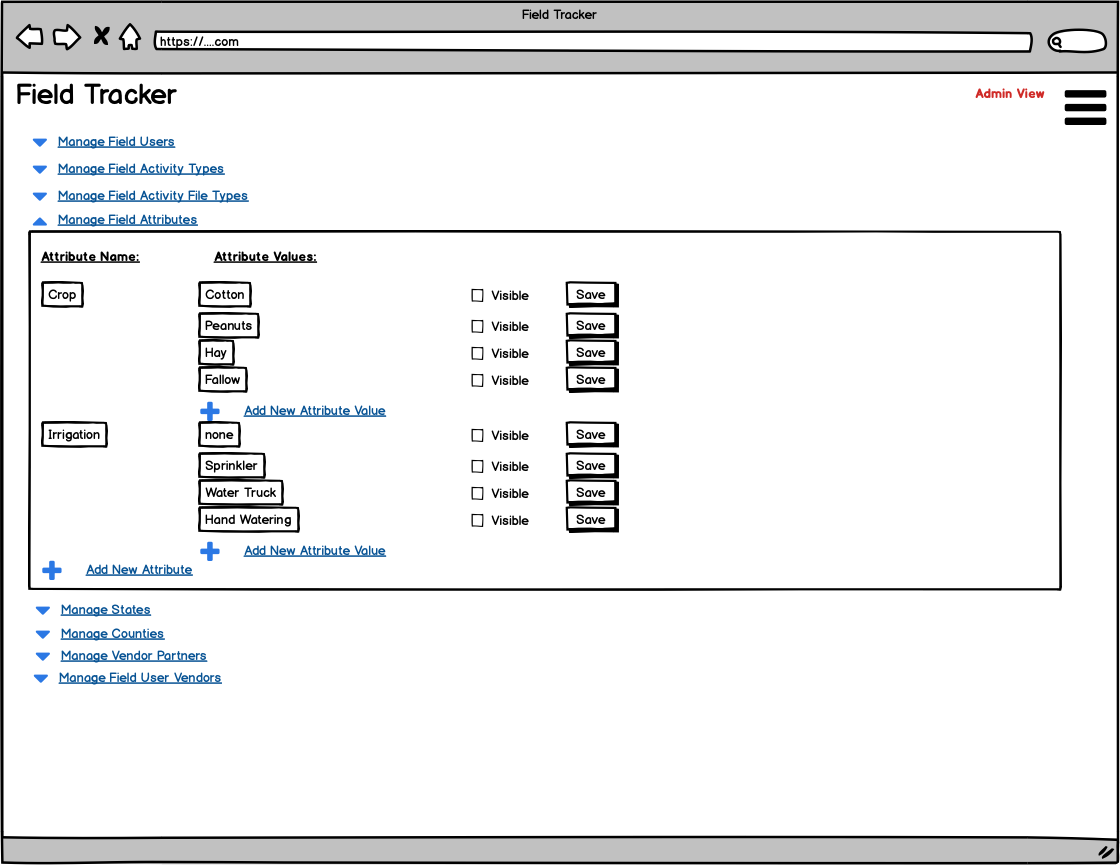 Field Tracker
https://....com
Field Tracker
Admin View
Manage Field Users
Manage Field Activity Types
Manage Field Activity File Types
Manage Field Attributes
Attribute Name: Attribute Values:
Crop Cotton Visible Save
Peanuts Visible Save
Hay Visible Save
Fallow Visible Save
Add New Attribute Value
Irrigation none Visible Save
Sprinkler Visible Save
Water Truck Visible Save
Hand Watering Visible Save
Add New Attribute Value
Add New Attribute
Manage States
Manage Counties
Manage Vendor Partners
Manage Field User Vendors